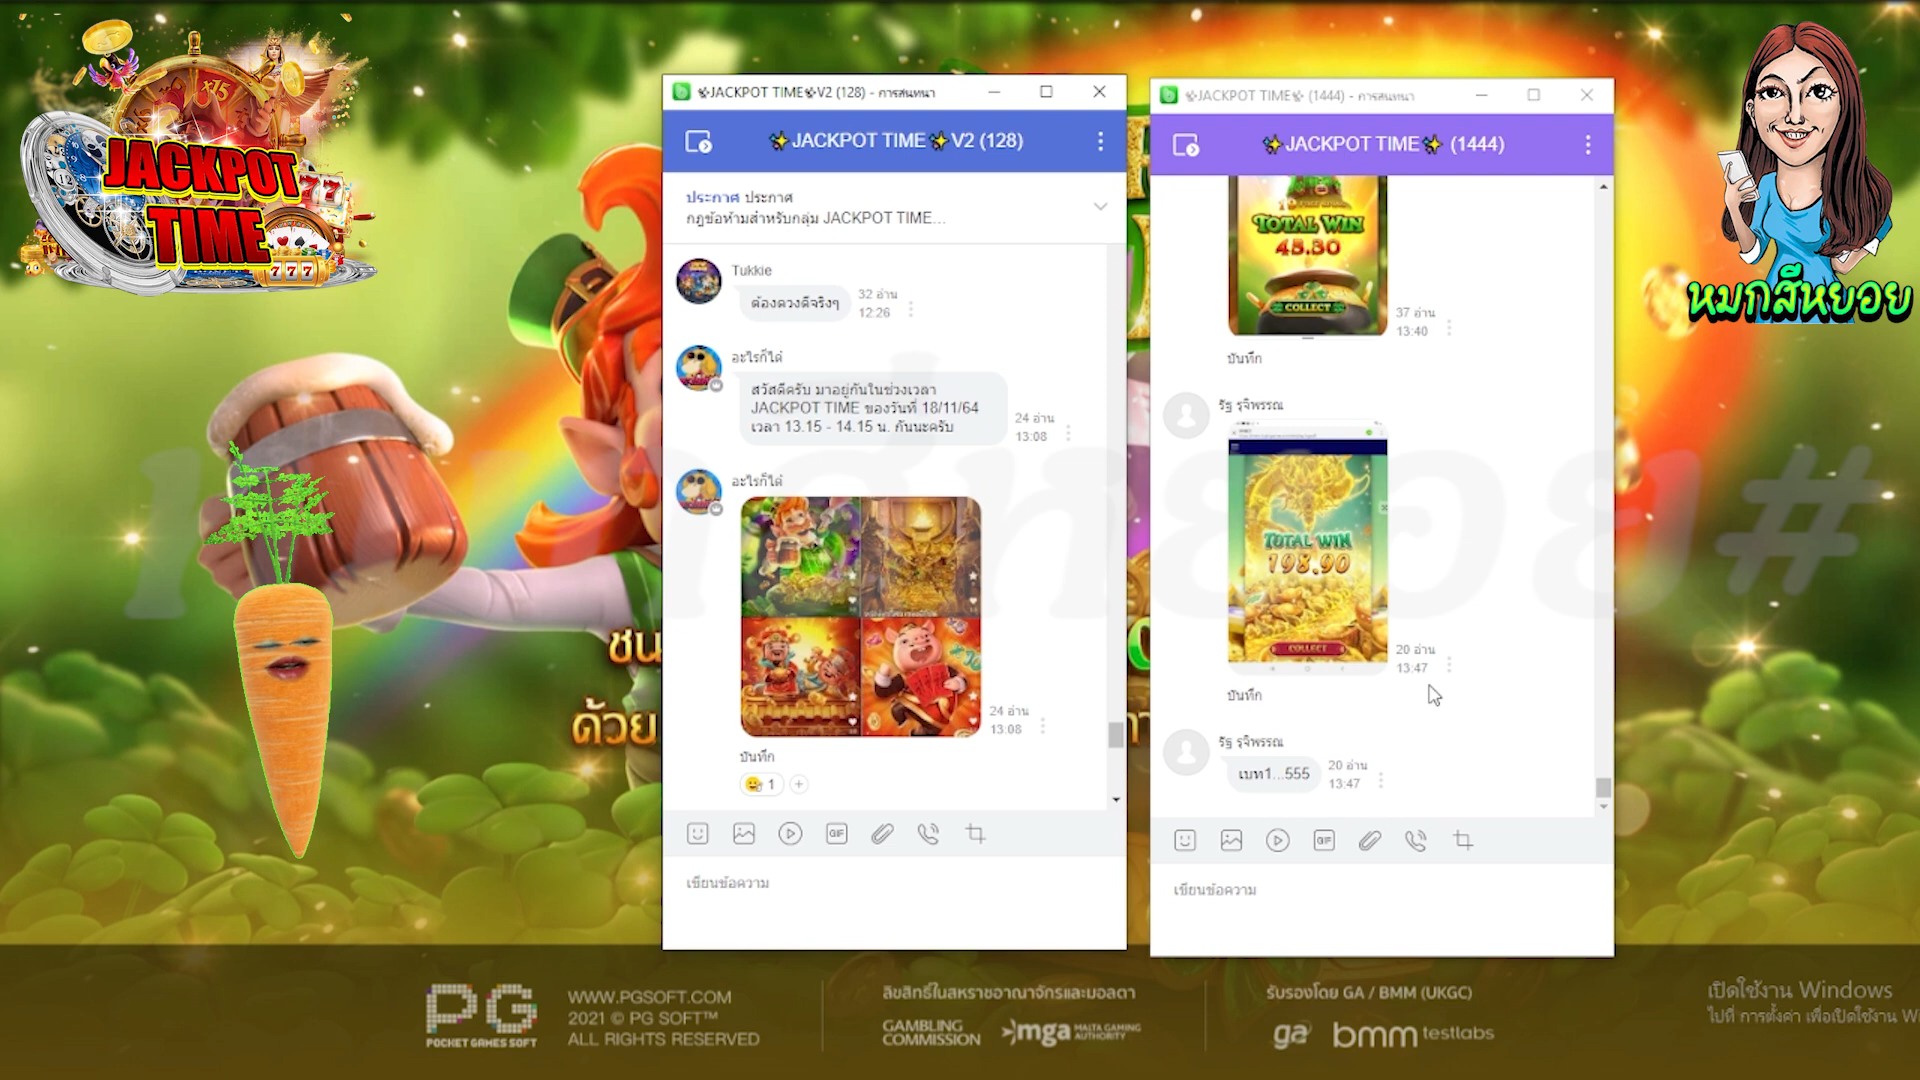 JACKPOT
TIME
x15
777
หมกสีหยอย
JACKPOT TIME V2 (128) - การสนทนา
JACKPOT TIME V2 (128)
ประกาศ ประกาศ
กฎข้อห้ามสำหรับกลุ่ม JACKPOT TIME...
Tukkie
ต้องดวงดีจริงๆ
32 อ่าน
12:26
อะไรก็ได้
สวัสดีครับ มาอยู่กันในช่วงเวลา
JACKPOT TIME ของวันที่ 18/11/64
เวลา 13.15 - 14.15 น. กันนะครับ
24 อ่าน
13:08
อะไรก็ได้
24 อ่าน
13:08
บันทึก
1
GIF
เขียนข้อความ
JACKPOT TIME (1444) - การสนทนา
JACKPOT TIME (1444)
TOTAL WIN
45.30
COLLECT
37 อ่าน
13:40
บันทึก
รัฐ รุจิพรรณ
TOTAL WIN
198.90
COLLECT
20 อ่าน
13:47
บันทึก
รัฐ รุจิพรรณ
เบท1...555
20 อ่าน
13:47
GIF
เขียนข้อความ
ชน
ด้วย
PG
POCKET GAMES SOFT
WWW.PGSOFT.COM
2021 © PG SOFT™
ALL RIGHTS RESERVED
ลิขสิทธิ์ในสหราชอาณาจักรและมอลตา
GAMBLING
COMMISSION
mga MALTA GAMING
AUTHORITY
รับรองโดย GA / BMM (UKGC)
ga bmm testlabs
เปิดใช้งาน Windows
ไปที่ การตั้งค่า เพื่อเปิดใช้งาน Wi